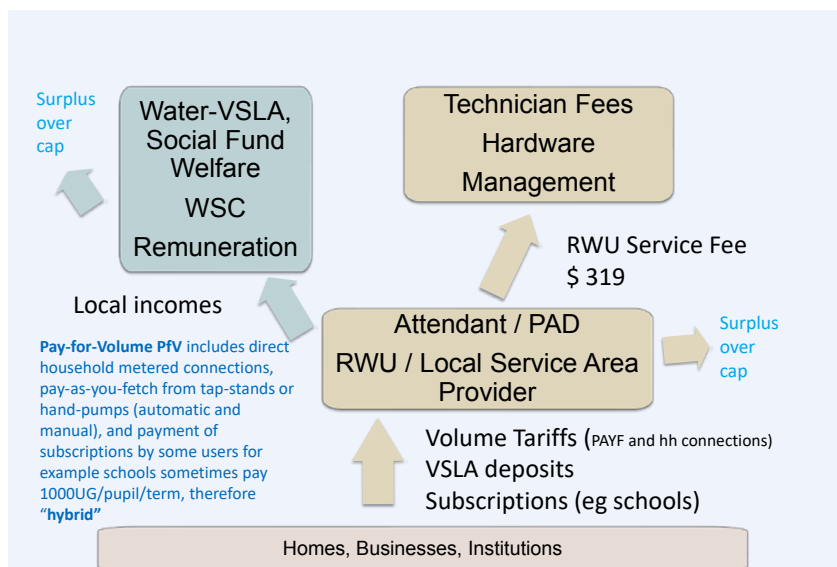 Surplus
over
cap
Water-VSLA,
Social Fund
Welfare
WSC
Remuneration
Technician Fees
Hardware
Management
RWU Service Fee
$ 319
Local incomes
Attendant / PAD
RWU / Local Service Area
Provider
Surplus
over
cap
Pay-for-Volume PfV includes direct
household metered connections,
pay-as-you-fetch from tap-stands or
hand-pumps (automatic and
manual), and payment of
subscriptions by some users for
example schools sometimes pay
1000UG/pupil/term, therefore
“hybrid”
Volume Tariffs (PAYF and hh connections)
VSLA deposits
Subscriptions (eg schools)
Homes, Businesses, Institutions